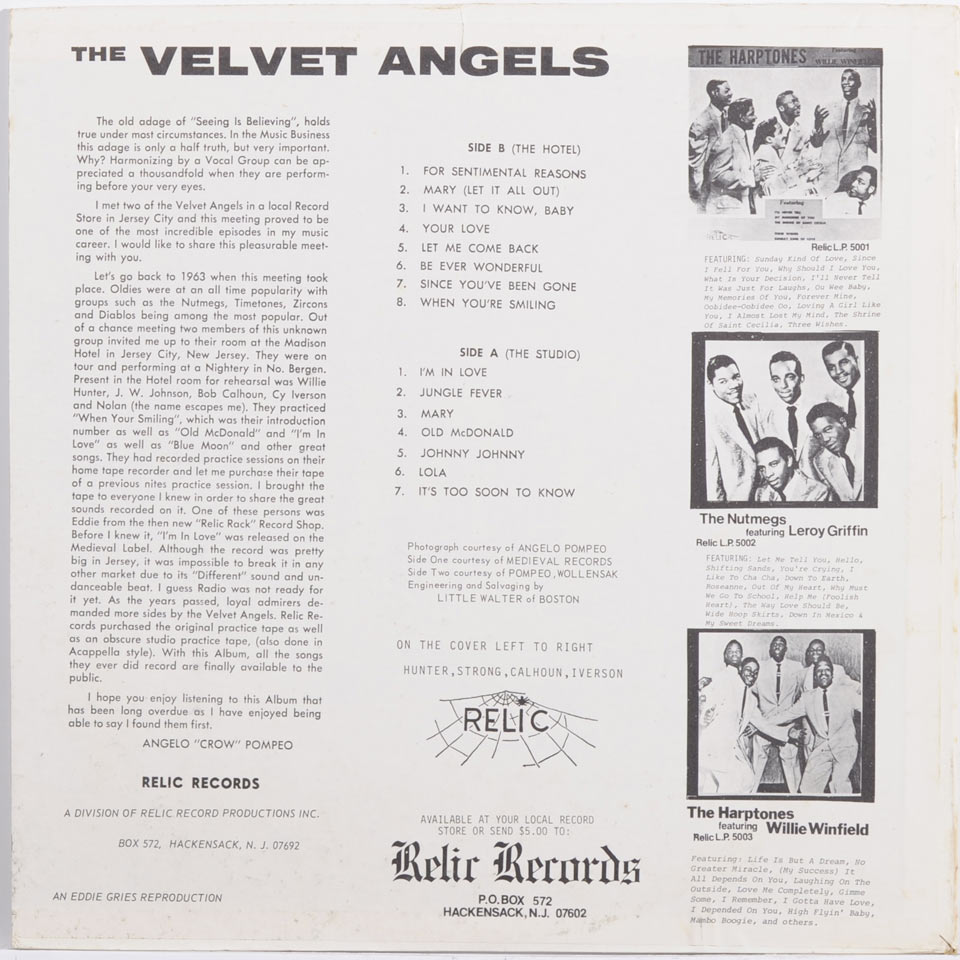 THE VELVET ANGELS
The old adage of "Seeing Is Believing", holds
true under most circumstances. In the Music Business
this adage is only a half truth, but very important.
Why? Harmonizing by a Vocal Group can be ap-
preciated a thousandfold when they are perform-
ing before your very eyes.
I met two of the Velvet Angels in a local Record
Store in Jersey City and this meeting proved to be
one of the most incredible episodes in my music
career. I would like to share this pleasurable meet-
ing with you.
Let's go back to 1963 when this meeting took
place. Oldies were at an all time popularity with
groups such as the Nutmegs, Timetones, Zircons
and Diablos being among the most popular. Out
of a chance meeting two members of this unknown
group invited me up to their room at the Madison
Hotel in Jersey City, New Jersey. They were on
tour and performing at a Nightery in No. Bergen.
Present in the Hotel room for rehearsal was Willie
Hunter, J. W. Johnson, Bob Calhoun, Cy Iverson
and Nolan (the name escapes me). They practiced
"When Your Smiling", which was their introduction
number as well as "Old McDonald" and "I'm In
Love" as well as "Blue Moon" and other great
songs. They had recorded practice sessions on their
home tape recorder and let me purchase their tape
of a previous nites practice session. I brought the
tape to everyone I knew in order to share the great
sounds recorded on it. One of these persons was
Eddie from the then new "Relic Rack" Record Shop.
Before I knew it, "I'm In Love" was released on the
Medieval Label. Although the record was pretty
big in Jersey, it was impossible to break it in any
other market due to its "Different" sound and un-
danceable beat. I guess Radio was not ready for
it yet. As the years passed, loyal admirers de-
manded more sides by the Velvet Angels. Relic Re-
cords purchased the original practice tape as well
as an obscure studio practice tape, (also done in
Acappella style). With this Album, all the songs
they ever did record are finally available to the
public.
I hope you enjoy listening to this Album that
has been long overdue as I have enjoyed being
able to say I found them first.
ANGELO "CROW" POMPEO
RELIC RECORDS
A DIVISION OF RELIC RECORD PRODUCTIONS INC.
BOX 572, HACKENSACK, N. J. 07692
AN EDDIE GRIES REPRODUCTION
SIDE B (THE HOTEL)
1. FOR SENTIMENTAL REASONS
2. MARY (LET IT ALL OUT)
3. I WANT TO KNOW, BABY
4. YOUR LOVE
5. LET ME COME BACK
6. BE EVER WONDERFUL
7. SINCE YOU'VE BEEN GONE
8. WHEN YOU'RE SMILING
SIDE A (THE STUDIO)
1. I'M IN LOVE
2. JUNGLE FEVER
3. MARY
4. OLD McDONALD
5. JOHNNY JOHNNY
6. LOLA
7. IT'S TOO SOON TO KNOW
Photograph courtesy of ANGELO POMPEO
Side One courtesy of MEDIEVAL RECORDS
Side Two courtesy of POMPEO, WOLLENSAK
Engineering and Salvaging by
LITTLE WALTER of BOSTON
ON THE COVER LEFT TO RIGHT
HUNTER,STRONG,CALHOUN,IVERSON
RELIC
AVAILABLE AT YOUR LOCAL RECORD
STORE OR SEND $5.00 TO:
Relic Records
P.O.BOX 572
HACKENSACK,N.J. 07602
THE HARPTONES Featuring
WILLIE WINFIELD
Featuring
Relic L.P. 5001
FEATURING: Sunday Kind Of Love, Since
I Fell For You, Why Should I Love You,
What Is Your Decision, I'll Never Tell
It Was Just For Laughs, Ou Wee Baby,
My Memories Of You, Forever Mine,
Oobidee-Oobidee Oo, Loving A Girl Like
You, I Almost Lost My Mind, The Shrine
Of Saint Cecilia, Three Wishes.
The Nutmegs
featuring Leroy Griffin
Relic L.P. 5002
FEATURING: Let Me Tell You, Hello,
Shifting Sands, You're Crying, I
Like To Cha Cha, Down To Earth,
Roseanne, Out Of My Heart, Why Must
We Go To School, Help Me (Foolish
Heart), The Way Love Should Be,
Wide Hoop Skirts, Down In Mexico &
My Sweet Dreams.
The Harptones
featuring Willie Winfield
Relic L.P. 5003
Featuring: Life Is But A Dream, No
Greater Miracle, (My Success) It
All Depends On You, Laughing On The
Outside, Love Me Completely, Gimme
Some, I Remember, I Gotta Have Love,
I Depended On You, High Flyin' Baby,
Mambo Boogie, and others.